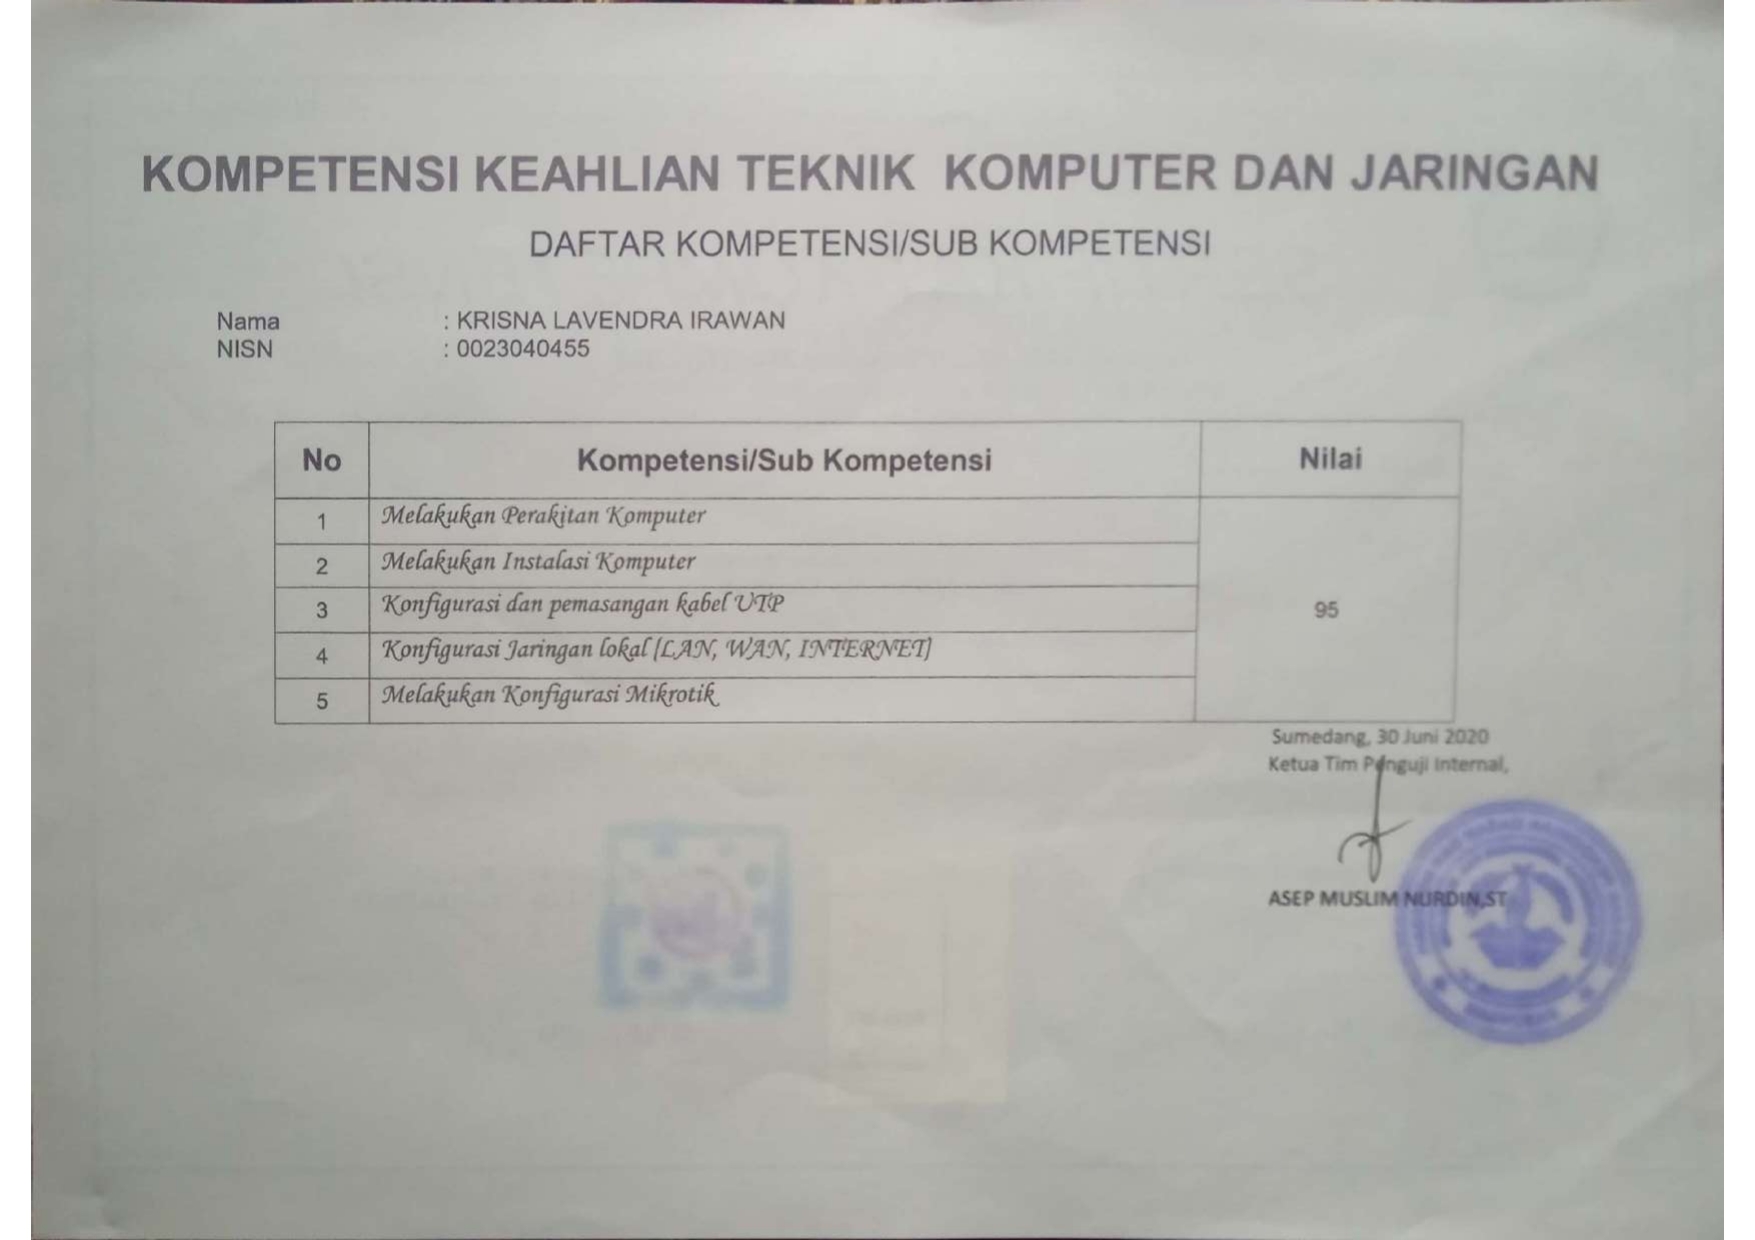 KOMPETENSI KEAHLIAN TEKNIK KOMPUTER DAN JARINGAN
DAFTAR KOMPETENSI/SUB KOMPETENSI
Nama : KRISNA LAVENDRA IRAWAN
NISN : 0023040455
No Kompetensi/Sub Kompetensi Nilai
1 Melakukan Perakitan Komputer
2 Melakukan Instalasi Komputer
3 Konfigurasi dan pemasangan kabel UTP 95
4 Konfigurasi Jaringan lokal [LAN, WAN, INTERNET]
5 Melakukan Konfigurasi Mikrotik
Sumedang, 30 Juni 2020
Ketua Tim Penguji Internal,
ASEP MUSLIM NURDIN,ST